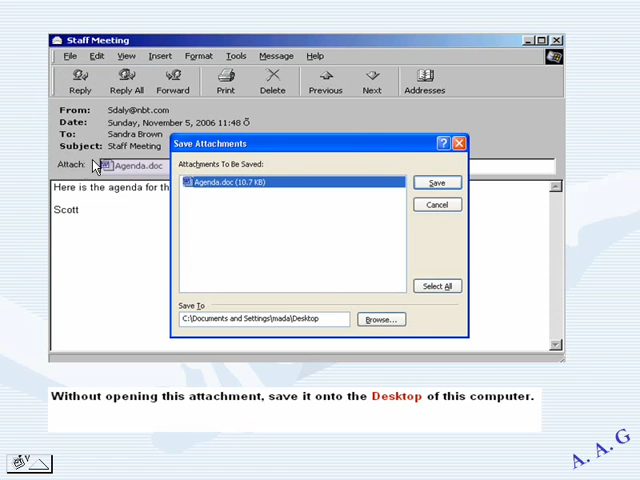 Staff Meeting
File Edit View Insert Format Tools Message Help
Reply Reply All Forward Print Delete Previous Next Addresses
From: Sdaly@nbt.com
Date: Sunday, November 5, 2006 11:48 Õ
To: Sandra Brown
Subject: Staff Meeting
Attach: Agenda.doc
Here is the agenda for th
Scott
Save Attachments
Attachments To Be Saved:
Agenda.doc (10.7 KB)
Save
Cancel
Select All
Save To
C:\Documents and Settings\mada\Desktop
Browse...
Without opening this attachment, save it onto the Desktop of this computer.
A. A. G